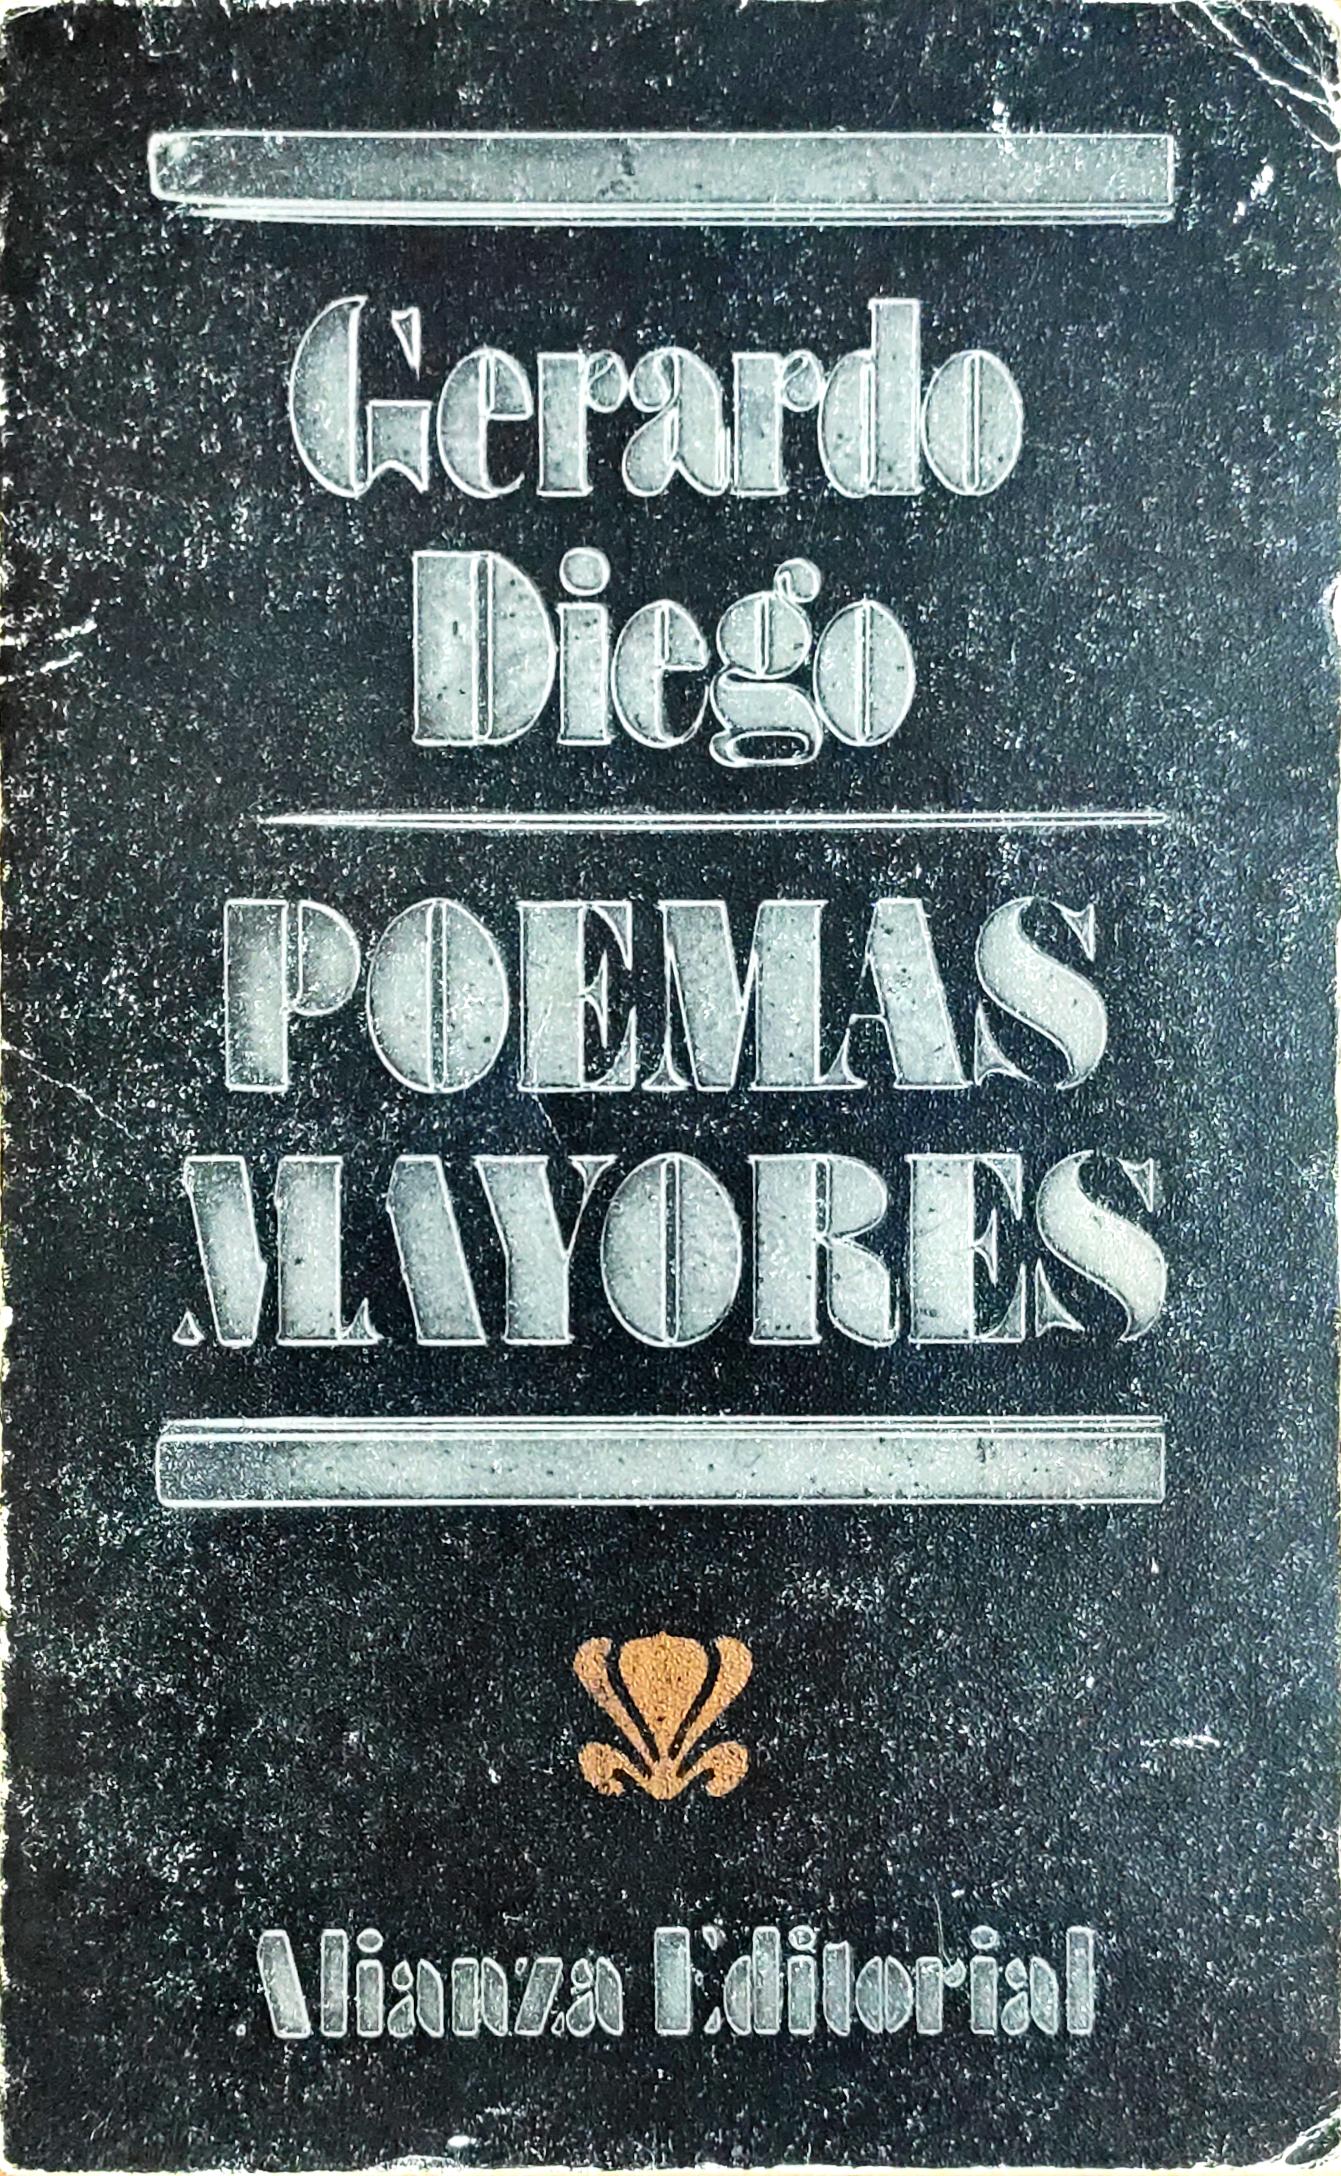 Gerardo
Diego
POEMAS
MAYORES
Alianza Editorial